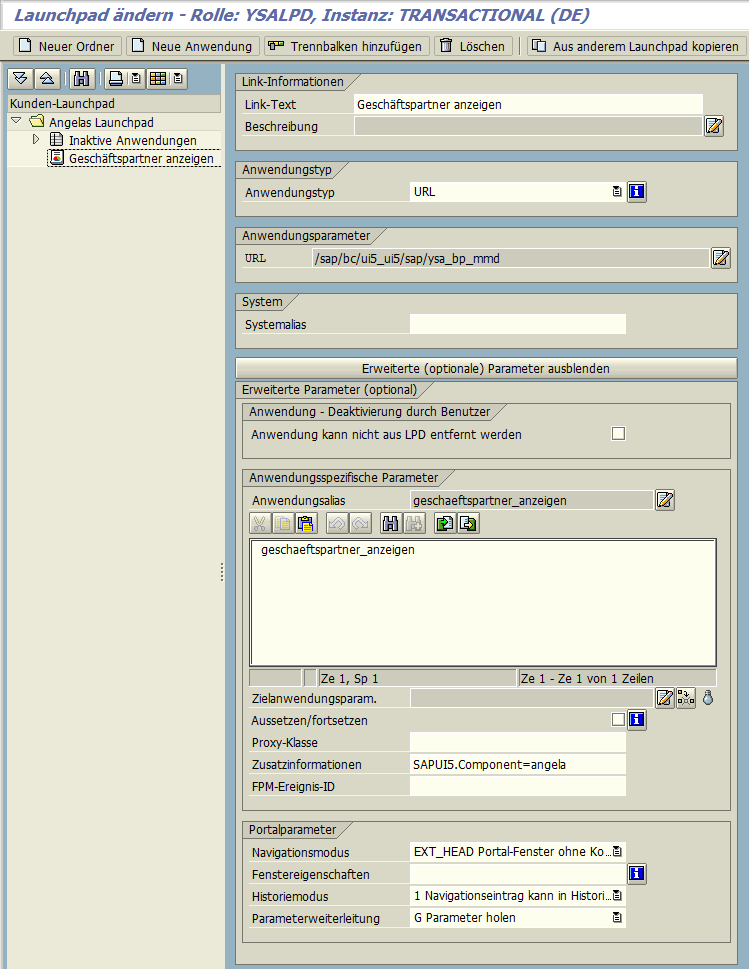 Launchpad ändern - Rolle: YSALPD, Instanz: TRANSACTIONAL (DE)
Neuer Ordner Neue Anwendung Trennbalken hinzufügen Löschen Aus anderem Launchpad kopieren
Kunden-Launchpad
Angelas Launchpad
Inaktive Anwendungen
Geschäftspartner anzeigen
Link-Informationen
Link-Text Geschäftspartner anzeigen
Beschreibung
Anwendungstyp
Anwendungstyp URL
Anwendungsparameter
URL /sap/bc/ui5_ui5/sap/ysa_bp_mmd
System
Systemalias
Erweiterte (optionale) Parameter ausblenden
Erweiterte Parameter (optional)
Anwendung - Deaktivierung durch Benutzer
Anwendung kann nicht aus LPD entfernt werden
Anwendungsspezifische Parameter
Anwendungsalias geschaeftspartner_anzeigen
geschaeftspartner_anzeigen
Ze 1, Sp 1 Ze 1 - Ze 1 von 1 Zeilen
Zielanwendungsparam.
Aussetzen/fortsetzen
Proxy-Klasse
Zusatzinformationen SAPUI5.Component=angela
FPM-Ereignis-ID
Portalparameter
Navigationsmodus EXT_HEAD Portal-Fenster ohne Ko...
Fenstereigenschaften
Historiemodus 1 Navigationseintrag kann in Histori...
Parameterweiterleitung G Parameter holen